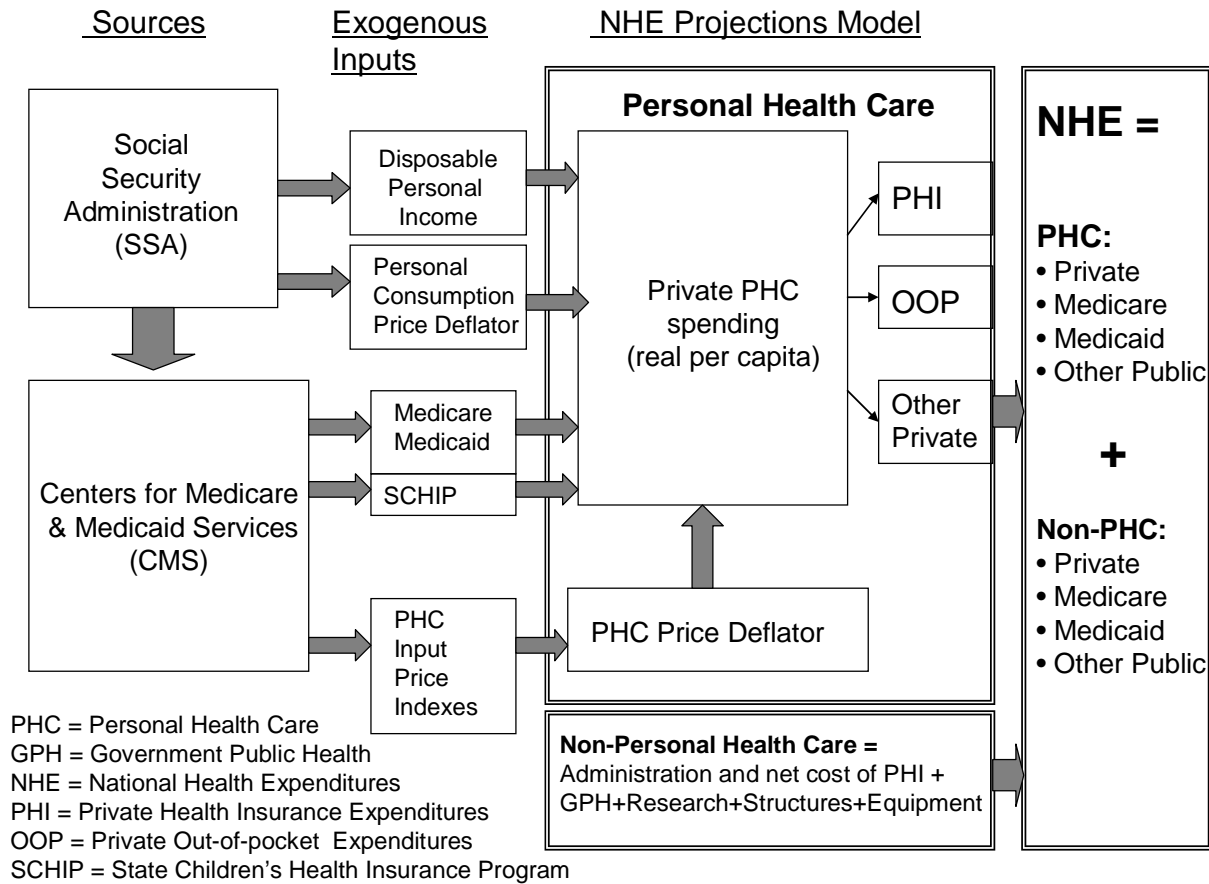 Sources
Exogenous
Inputs
NHE Projections Model
Social
Security
Administration
(SSA)
Centers for Medicare
& Medicaid Services
(CMS)
Disposable
Personal
Income
Personal
Consumption
Price Deflator
Medicare
Medicaid
SCHIP
PHC
Input
Price
Indexes
Personal Health Care
Private PHC
spending
(real per capita)
PHI
OOP
Other
Private
PHC Price Deflator
Non-Personal Health Care =
Administration and net cost of PHI +
GPH+Research+Structures+Equipment
NHE =
PHC:
• Private
• Medicare
• Medicaid
• Other Public
+
Non-PHC:
• Private
• Medicare
• Medicaid
• Other Public
PHC = Personal Health Care
GPH = Government Public Health
NHE = National Health Expenditures
PHI = Private Health Insurance Expenditures
OOP = Private Out-of-pocket Expenditures
SCHIP = State Children's Health Insurance Program